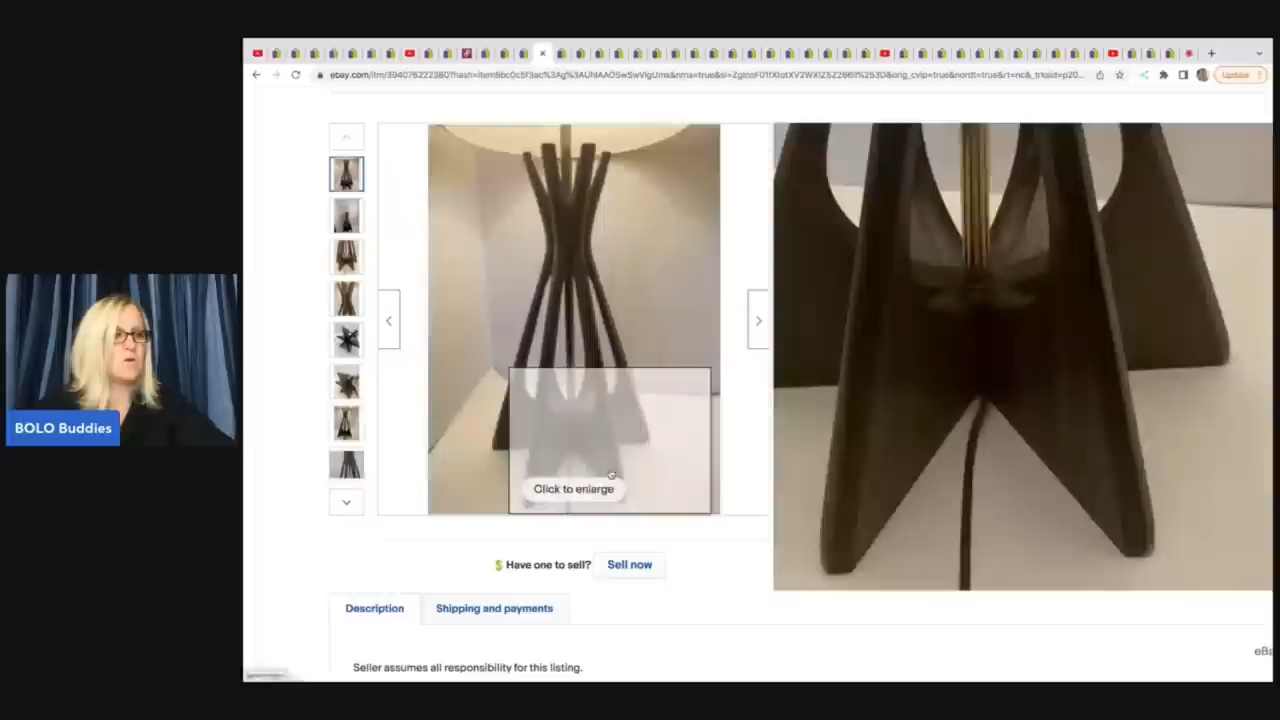 Update
Click to enlarge
BOLO Buddies
Have one to sell?
Sell now
Description
Shipping and payments
Seller assumes all responsibility for this listing.